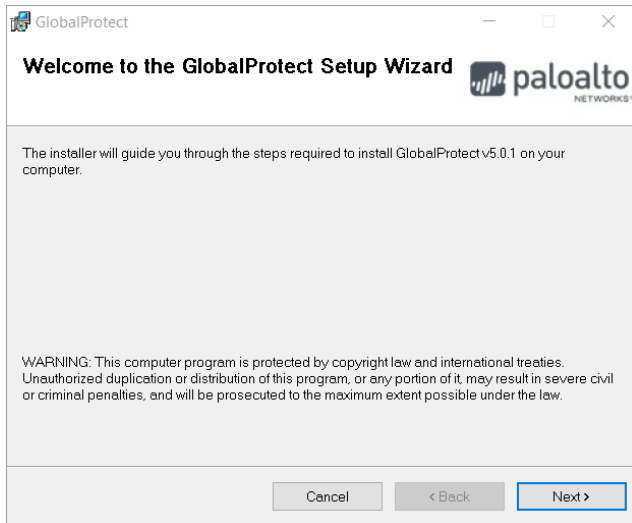 GlobalProtect
Welcome to the GlobalProtect Setup Wizard
paloalto
NETWORKS®
The installer will guide you through the steps required to install GlobalProtect v5.0.1 on your
computer.
WARNING: This computer program is protected by copyright law and international treaties.
Unauthorized duplication or distribution of this program, or any portion of it, may result in severe civil
or criminal penalties, and will be prosecuted to the maximum extent possible under the law.
Cancel
< Back
Next >